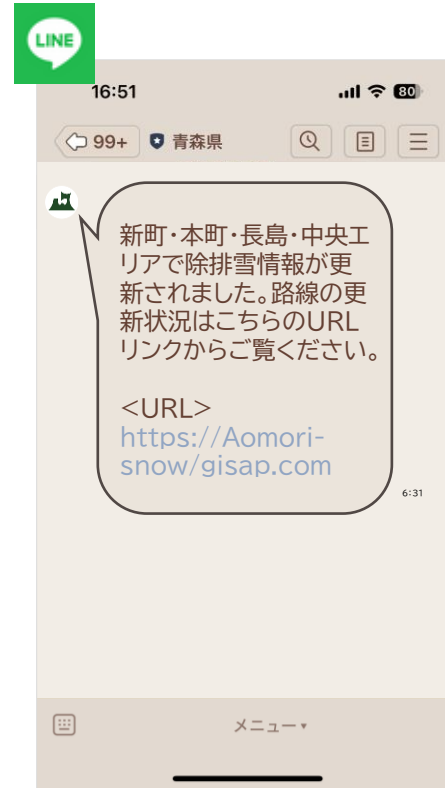 LINE
16:51
80
99+
青森県
新町・本町・長島・中央エ
リアで除排雪情報が更
新されました。路線の更
新状況はこちらのURL
リンクからご覧ください。
<URL>
https://Aomori-
snow/gisap.com
6:31
メニュー▾